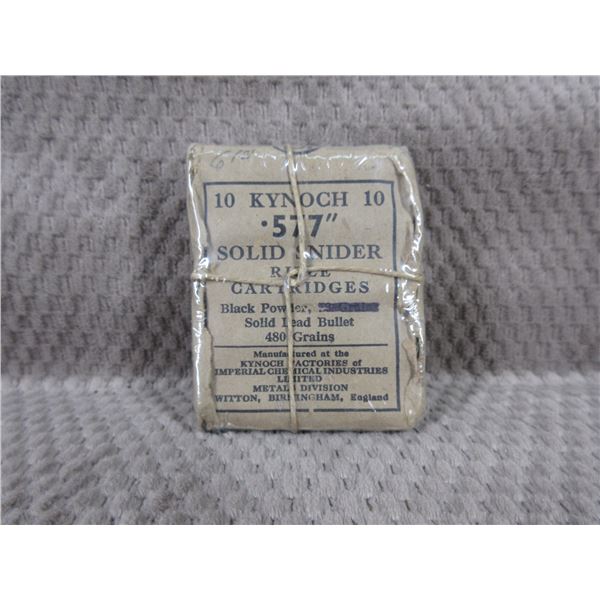 10 KYNOCH 10
·577"
SOLID SNIDER
RIFLE
CARTRIDGES
Black Powder,
Solid Lead Bullet
480 Grains
Manufactured at the
KYNOCH FACTORIES of
IMPERIAL CHEMICAL INDUSTRIES
LIMITED
METALS DIVISION
WITTON, BIRMINGHAM, England